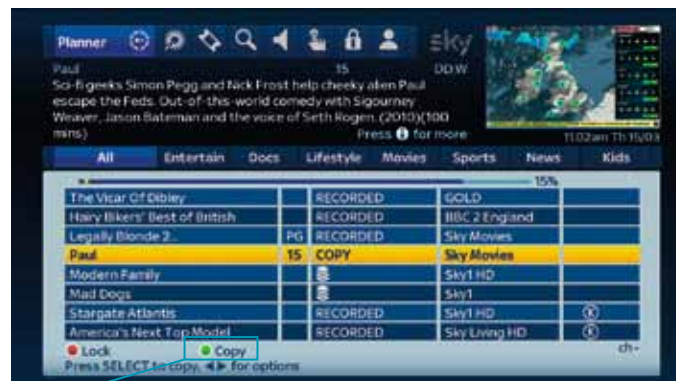 Planner
sky
Paul 15 DD W
Sci-fi geeks Simon Pegg and Nick Frost help cheeky alien Paul
escape the Feds. Out-of-this-world comedy with Sigourney
Weaver, Jason Bateman and the voice of Seth Rogen. (2010)(100
mins) Press i for more
11.02am Th 15/03
All Entertain Docs Lifestyle Movies Sports News Kids
15%
The Vicar Of Dibley RECORDED GOLD
Hairy Bikers' Best of British RECORDED BBC 2 England
Legally Blonde 2... PG RECORDED Sky Movies
Paul 15 COPY Sky Movies
Modern Family Sky1 HD
Mad Dogs Sky1
Stargate Atlantis RECORDED Sky1 HD K
America's Next Top Model RECORDED Sky Living HD K
Lock Copy ch-
Press SELECT to copy, ◄► for options